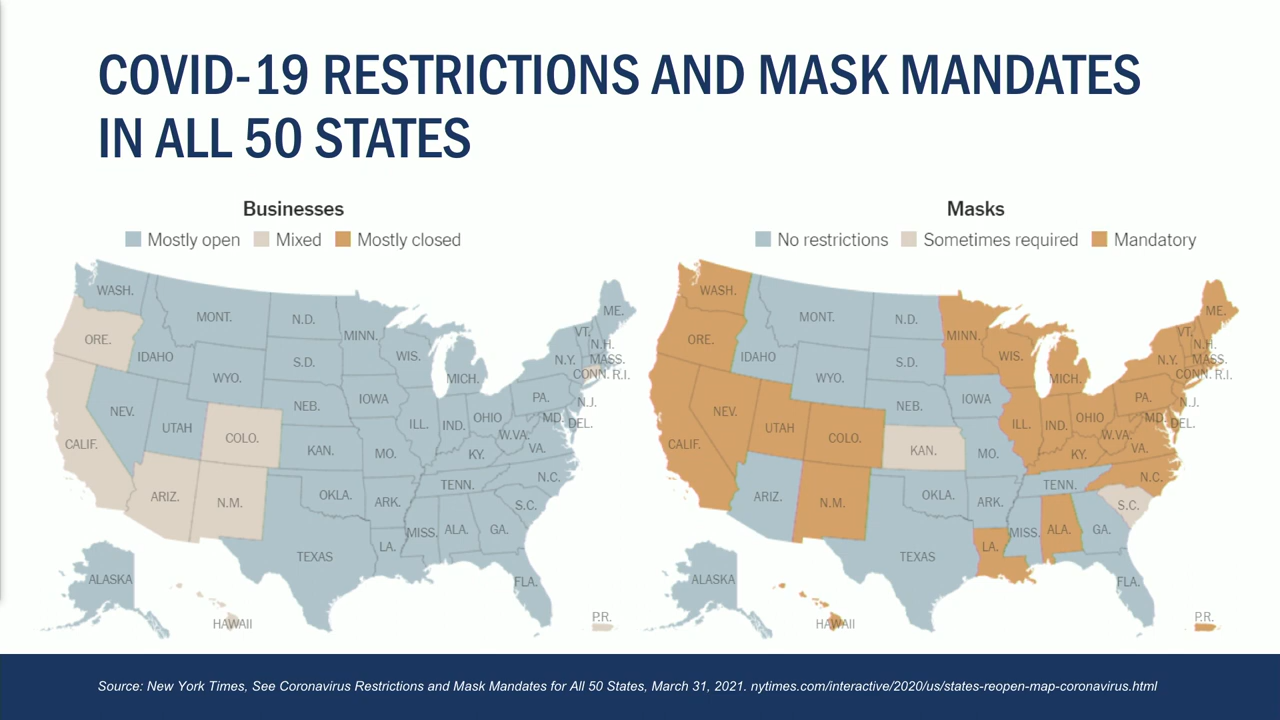 COVID-19 RESTRICTIONS AND MASK MANDATES
IN ALL 50 STATES
Businesses
Mostly open
Mixed
Mostly closed
WASH.
ORE.
IDAHO
MONT.
N.D.
MINN.
WIS.
MICH.
ME.
VT.
N.H.
N.Y.
MASS.
CONN.
R.I.
S.D.
WYO.
NEV.
UTAH
COLO.
CALIF.
NEB.
IOWA
ILL.
IND.
OHIO
PA.
N.J.
MD.
DEL.
W.VA.
VA.
KAN.
MO.
KY.
ARIZ.
N.M.
OKLA.
ARK.
TENN.
N.C.
S.C.
TEXAS
LA.
MISS.
ALA.
GA.
FLA.
ALASKA
HAWAII
P.R.
Masks
No restrictions
Sometimes required
Mandatory
WASH.
ORE.
IDAHO
MONT.
N.D.
MINN.
WIS.
MICH.
ME.
VT.
N.H.
N.Y.
MASS.
CONN.
R.I.
S.D.
WYO.
NEV.
UTAH
COLO.
CALIF.
NEB.
IOWA
ILL.
IND.
OHIO
PA.
N.J.
MD.
DEL.
W.VA.
VA.
KAN.
MO.
KY.
ARIZ.
N.M.
OKLA.
ARK.
TENN.
N.C.
S.C.
TEXAS
LA.
MISS.
ALA.
GA.
FLA.
ALASKA
HAWAII
P.R.
Source: New York Times, See Coronavirus Restrictions and Mask Mandates for All 50 States, March 31, 2021. nytimes.com/interactive/2020/us/states-reopen-map-coronavirus.html